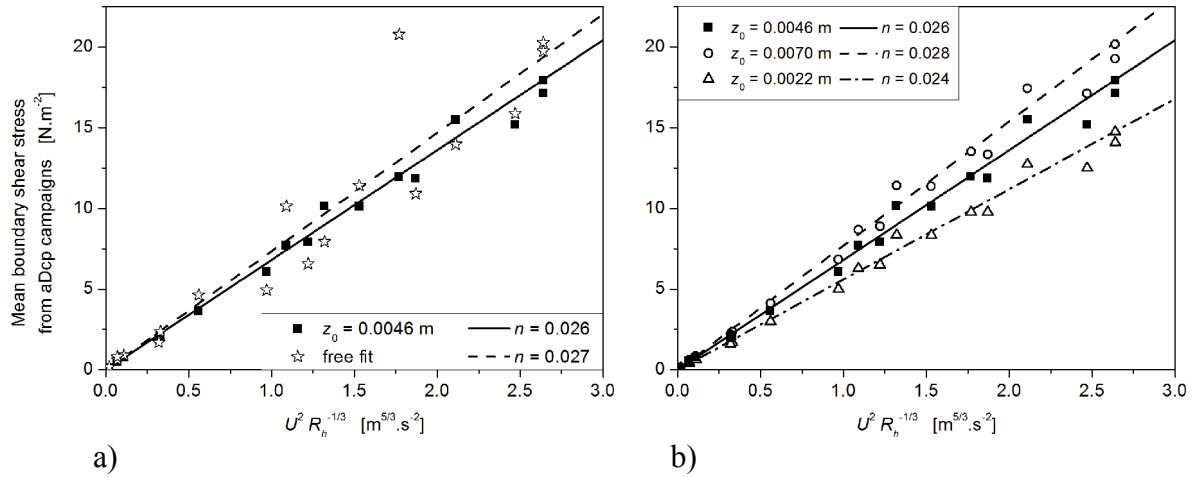 Mean boundary shear stress
from aDcp campaigns [N.m⁻²]
20
15
10
5
0
z₀ = 0.0046 m n = 0.026
free fit n = 0.027
0.0 0.5 1.0 1.5 2.0 2.5 3.0
U² Rₕ⁻¹/³ [m⁵/³.s⁻²]
a)
z₀ = 0.0046 m n = 0.026
z₀ = 0.0070 m n = 0.028
z₀ = 0.0022 m n = 0.024
20
15
10
5
0
0.0 0.5 1.0 1.5 2.0 2.5 3.0
U² Rₕ⁻¹/³ [m⁵/³.s⁻²]
b)